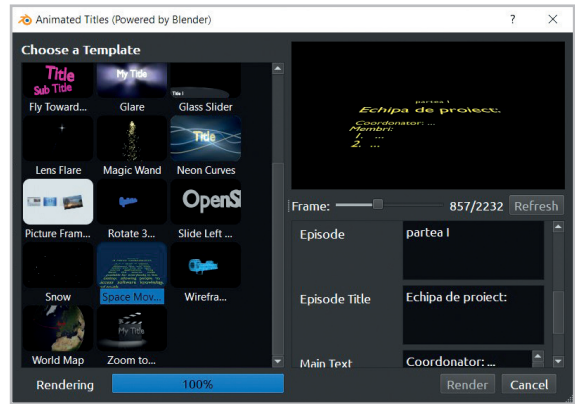 Animated Titles (Powered by Blender)
?
Choose a Template
Title
Sub Title
My Title
Title 1
Fly Toward...
Glare
Glass Slider
Title
Lens Flare
Magic Wand
Neon Curves
OpenS
Picture Fram...
Rotate 3...
Slide Left ...
Snow
Space Mov...
Wirefra...
My Title
World Map
Zoom to...
Rendering
100%
partea I
Echipa de proiect:
Coordonator: ...
Membri:
1. ...
2. ...
Frame:
857/2232
Refresh
Episode
partea I
Episode Title
Echipa de proiect:
Main Text
Coordonator: ...
Render
Cancel